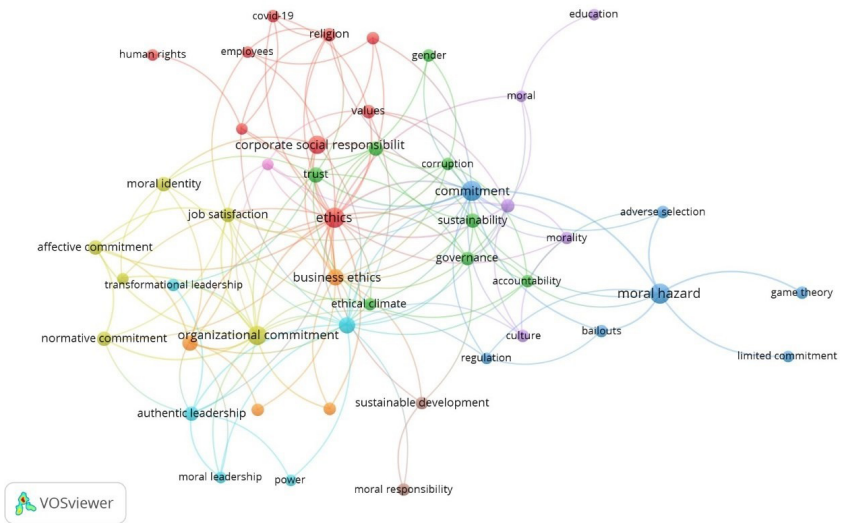 covid-19
education
religion
human rights
employees
gender
moral
values
corporate social responsibilit
corruption
trust
moral identity
commitment
job satisfaction
ethics
sustainability
adverse selection
morality
affective commitment
governance
business ethics
transformational leadership
accountability
moral hazard
game theory
ethical climate
normative commitment
organizational commitment
culture
bailouts
regulation
limited commitment
authentic leadership
sustainable development
moral leadership
power
moral responsibility
VOSviewer